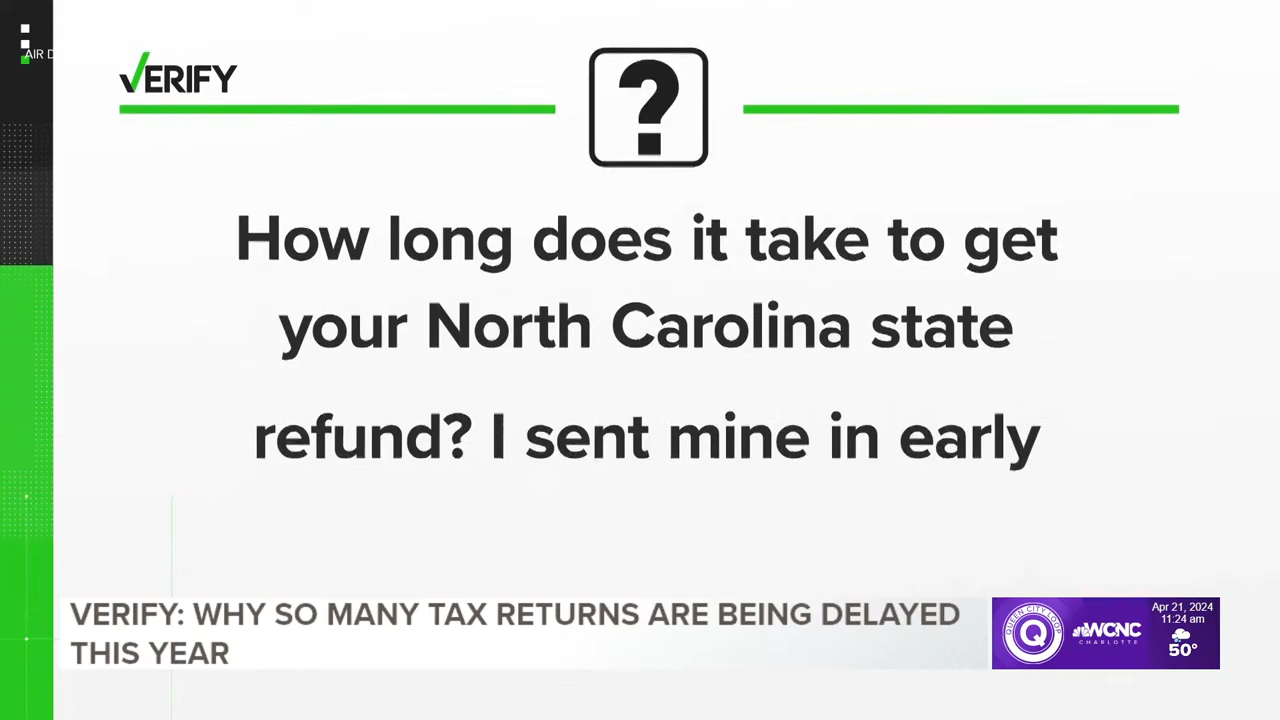 AIR D
VERIFY
?
How long does it take to get
your North Carolina state
refund? I sent mine in early
VERIFY: WHY SO MANY TAX RETURNS ARE BEING DELAYED
THIS YEAR
QUEEN CITY LOOP
Q
WCNC
CHARLOTTE
Apr 21, 2024
11:24 am
50°